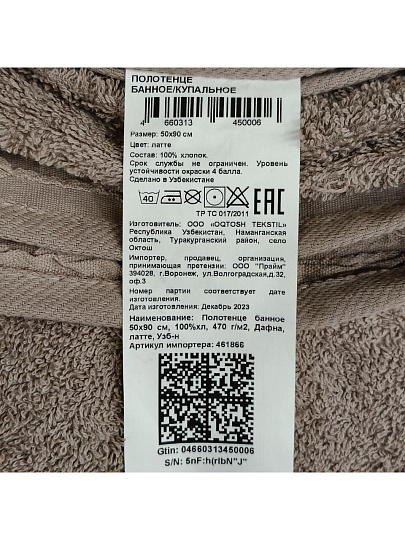 ПОЛОТЕНЦЕ
БАННОЕ/КУПАЛЬНОЕ
4 660313 450006
Размер: 50х90 см
Цвет: латте
Состав: 100% хлопок.
Срок службы не ограничен. Уровень
устойчивости окраски 4 балла.
Сделано в Узбекистане
40
EAC
ТР ТС 017/2011
Изготовитель: ООО «OQTOSH TEKSTIL»
Республика Узбекистан, Наманганская
область, Туракурганский район, село
Октош
Импортер, продавец, организация,
принимающая претензии: ООО "Прайм"
394028, г.Воронеж, ул.Волгоградская,д.32,
оф.3
Номер партии соответствует дате
изготовления.
Дата изготовления: Декабрь 2023
Наименование: Полотенце банное
50х90 см, 100%хл, 470 г/м2, Дафна,
латте, Узб-н
Артикул импортера: 461866
Gtin: 04660313450006
S/N: 5nF:h(rIbN"J"